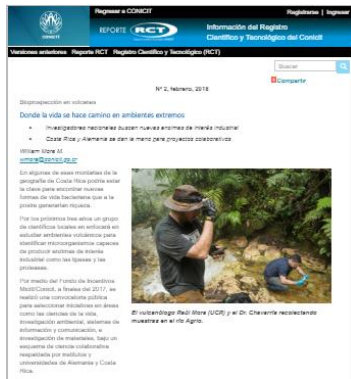 Regresar a CONICIT
Registrarse | Ingresar
CONICIT
REPORTE RCT
Información del Registro
Científico y Tecnológico del Conicit
Versiones anteriores Reporte RCT Registro Científico y Tecnológico (RCT)
Buscar
Compartir
N° 2, febrero, 2018
Bioprospección en volcanes
Donde la vida se hace camino en ambientes extremos
• Investigadores nacionales buscan nuevas enzimas de interés industrial
• Costa Rica y Alemania se dan la mano para proyectos colaborativos
William More M.
En algunas de esas montañas de la
geografía de Costa Rica podría estar
la clave para encontrar nuevas
formas de vida bacteriana que a la
postre generarían riqueza.
Por los próximos tres años un grupo
de científicos locales en enfocará en
estudiar ambientes volcánicos para
identificar microorganismos capaces
de producir enzimas de interés
industrial como las lipasas y las
proteasas.
Por medio del Fondo de Incentivos
Micitt/Conicit, a finales del 2017, se
realizó una convocatoria pública
para seleccionar iniciativas en áreas
como las ciencias de la vida,
investigación ambiental, sistemas de
información y comunicación, e
investigación de materiales, bajo un
esquema de ciencia colaborativa
respaldada por institutos y
universidades de Alemania y Costa
Rica.
El vulcanólogo Raúl Mora (UCR) y el Dr. Chavarría recolectando
muestras en el río Agrio.